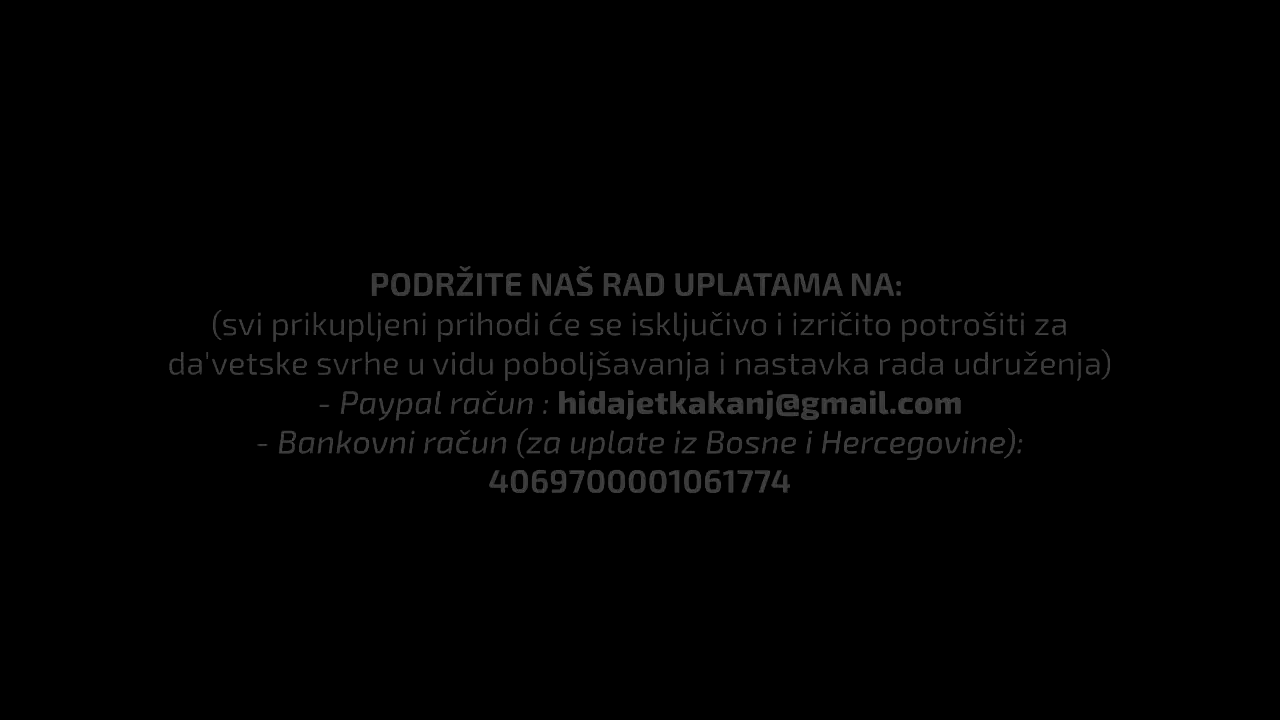 PODRŽITE NAŠ RAD UPLATAMA NA:
(svi prikupljeni prihodi će se isključivo i izričito potrošiti za
da'vetske svrhe u vidu poboljšavanja i nastavka rada udruženja)
- Paypal račun : hidajetkakanj@gmail.com
- Bankovni račun (za uplate iz Bosne i Hercegovine):
4069700001061774